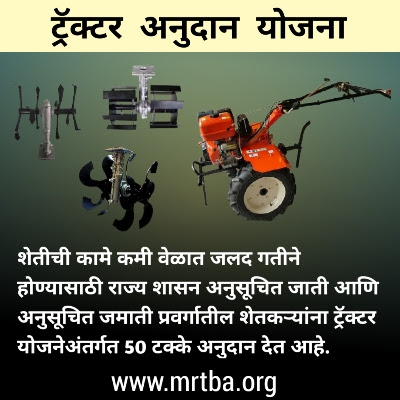 ट्रॅक्टर अनुदान योजना
शेतीची कामे कमी वेळात जलद गतीने
होण्यासाठी राज्य शासन अनुसूचित जाती आणि
अनुसूचित जमाती प्रवर्गातील शेतकऱ्यांना ट्रॅक्टर
योजनेअंतर्गत 50 टक्के अनुदान देत आहे.
www.mrtba.org